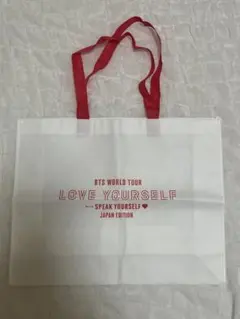 BTS WORLD TOUR
LOVE YOURSELF
SPEAK YOURSELF
JAPAN EDITION